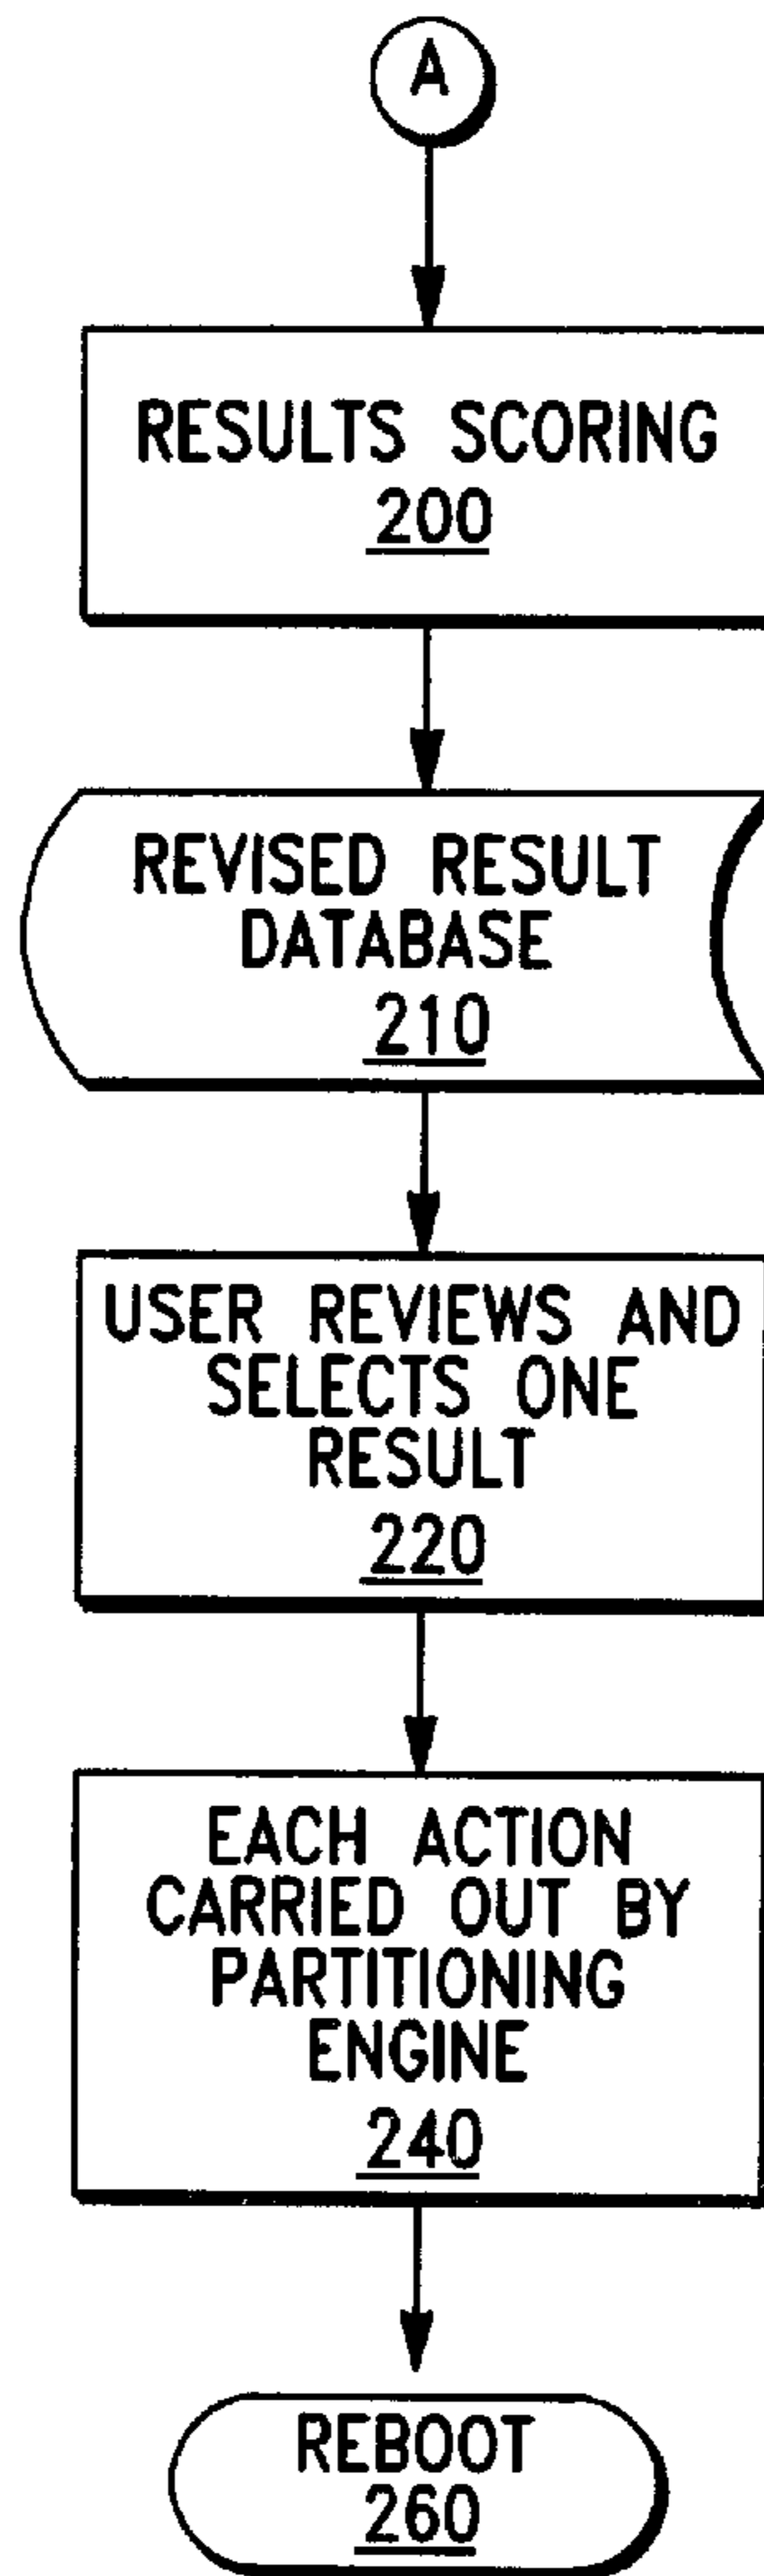 A
RESULTS SCORING
200
REVISED RESULT
DATABASE
210
USER REVIEWS AND
SELECTS ONE
RESULT
220
EACH ACTION
CARRIED OUT BY
PARTITIONING
ENGINE
240
REBOOT
260